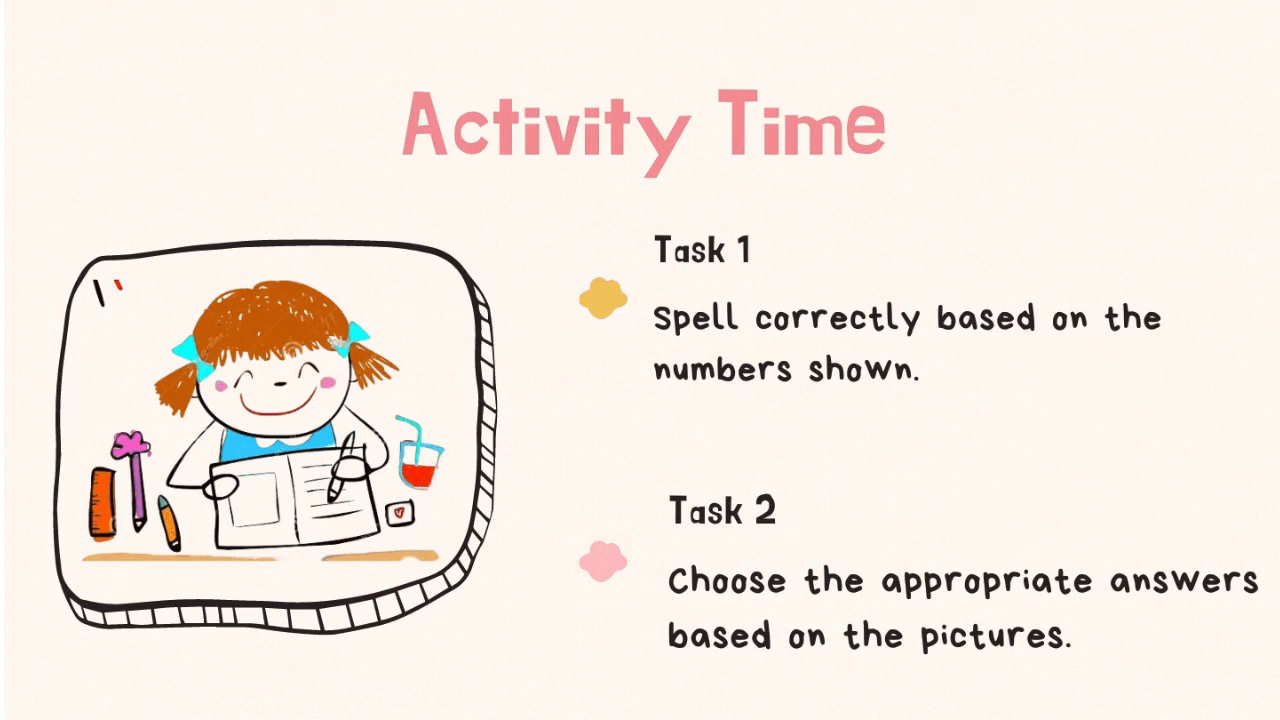 Activity Time
Task 1
Spell correctly based on the
numbers shown.
Task 2
Choose the appropriate answers
based on the pictures.